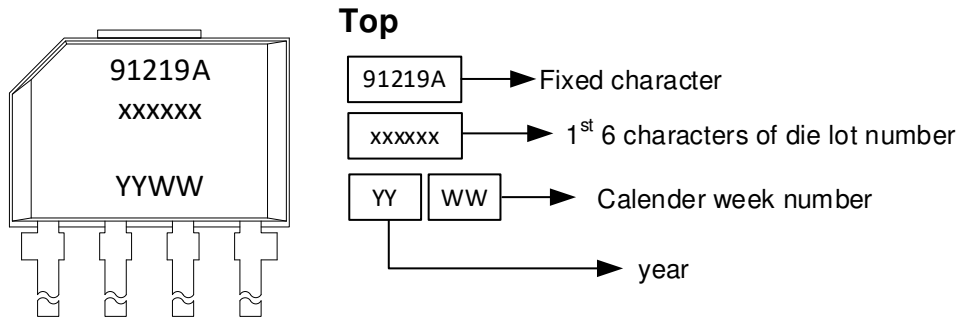 91219A
xxxxxx
YYWW
Top
91219A Fixed character
xxxxxx 1st 6 characters of die lot number
YY WW Calender week number
year